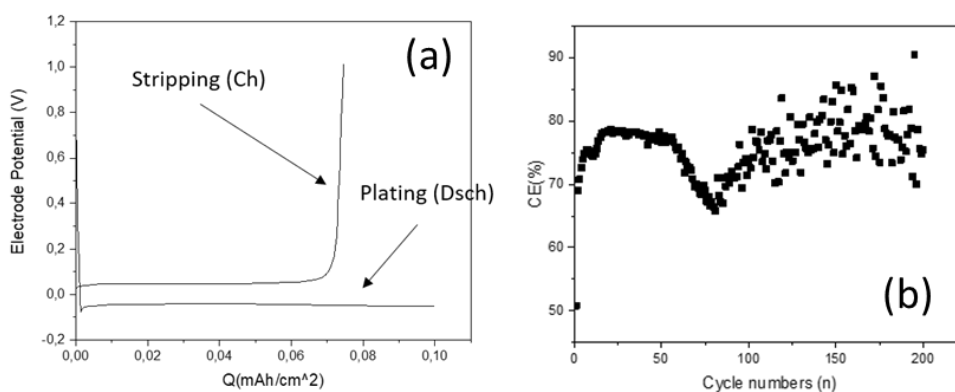 (a)
Stripping (Ch)
Plating (Dsch)
Electrode Potential (V)
1,2
1,0
0,8
0,6
0,4
0,2
0,0
-0,2
0,00 0,02 0,04 0,06 0,08 0,10
Q(mAh/cm^2)
(b)
CE(%)
90
80
70
60
50
0 50 100 150 200
Cycle numbers (n)